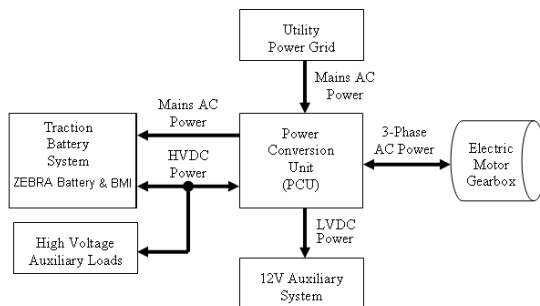 Utility
Power Grid
Mains AC
Power
Mains AC
Power
Traction
Battery
System
ZEBRA Battery & BMI
HVDC
Power
Power
Conversion
Unit
(PCU)
3-Phase
AC Power
Electric
Motor
Gearbox
High Voltage
Auxiliary Loads
LVDC
Power
12V Auxiliary
System